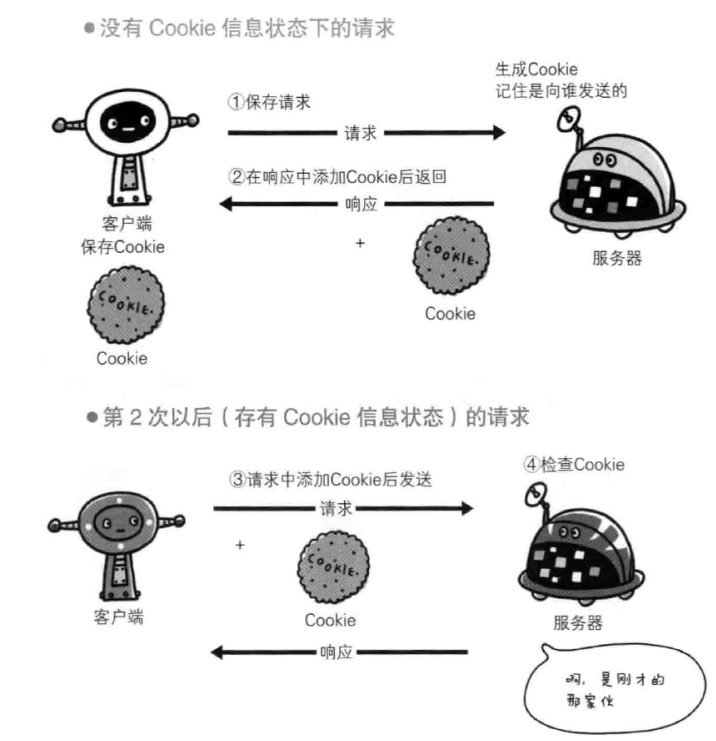 ●没有 Cookie 信息状态下的请求
生成Cookie
记住是向谁发送的
①保存请求
请求
②在响应中添加Cookie后返回
响应
+
客户端
保存Cookie
COOKIE.
Cookie
COOKIE.
Cookie
服务器
●第 2 次以后（存有 Cookie 信息状态）的请求
③请求中添加Cookie后发送
④检查Cookie
请求
+
COOKIE.
Cookie
客户端
服务器
响应
啊，是刚才的
那家伙